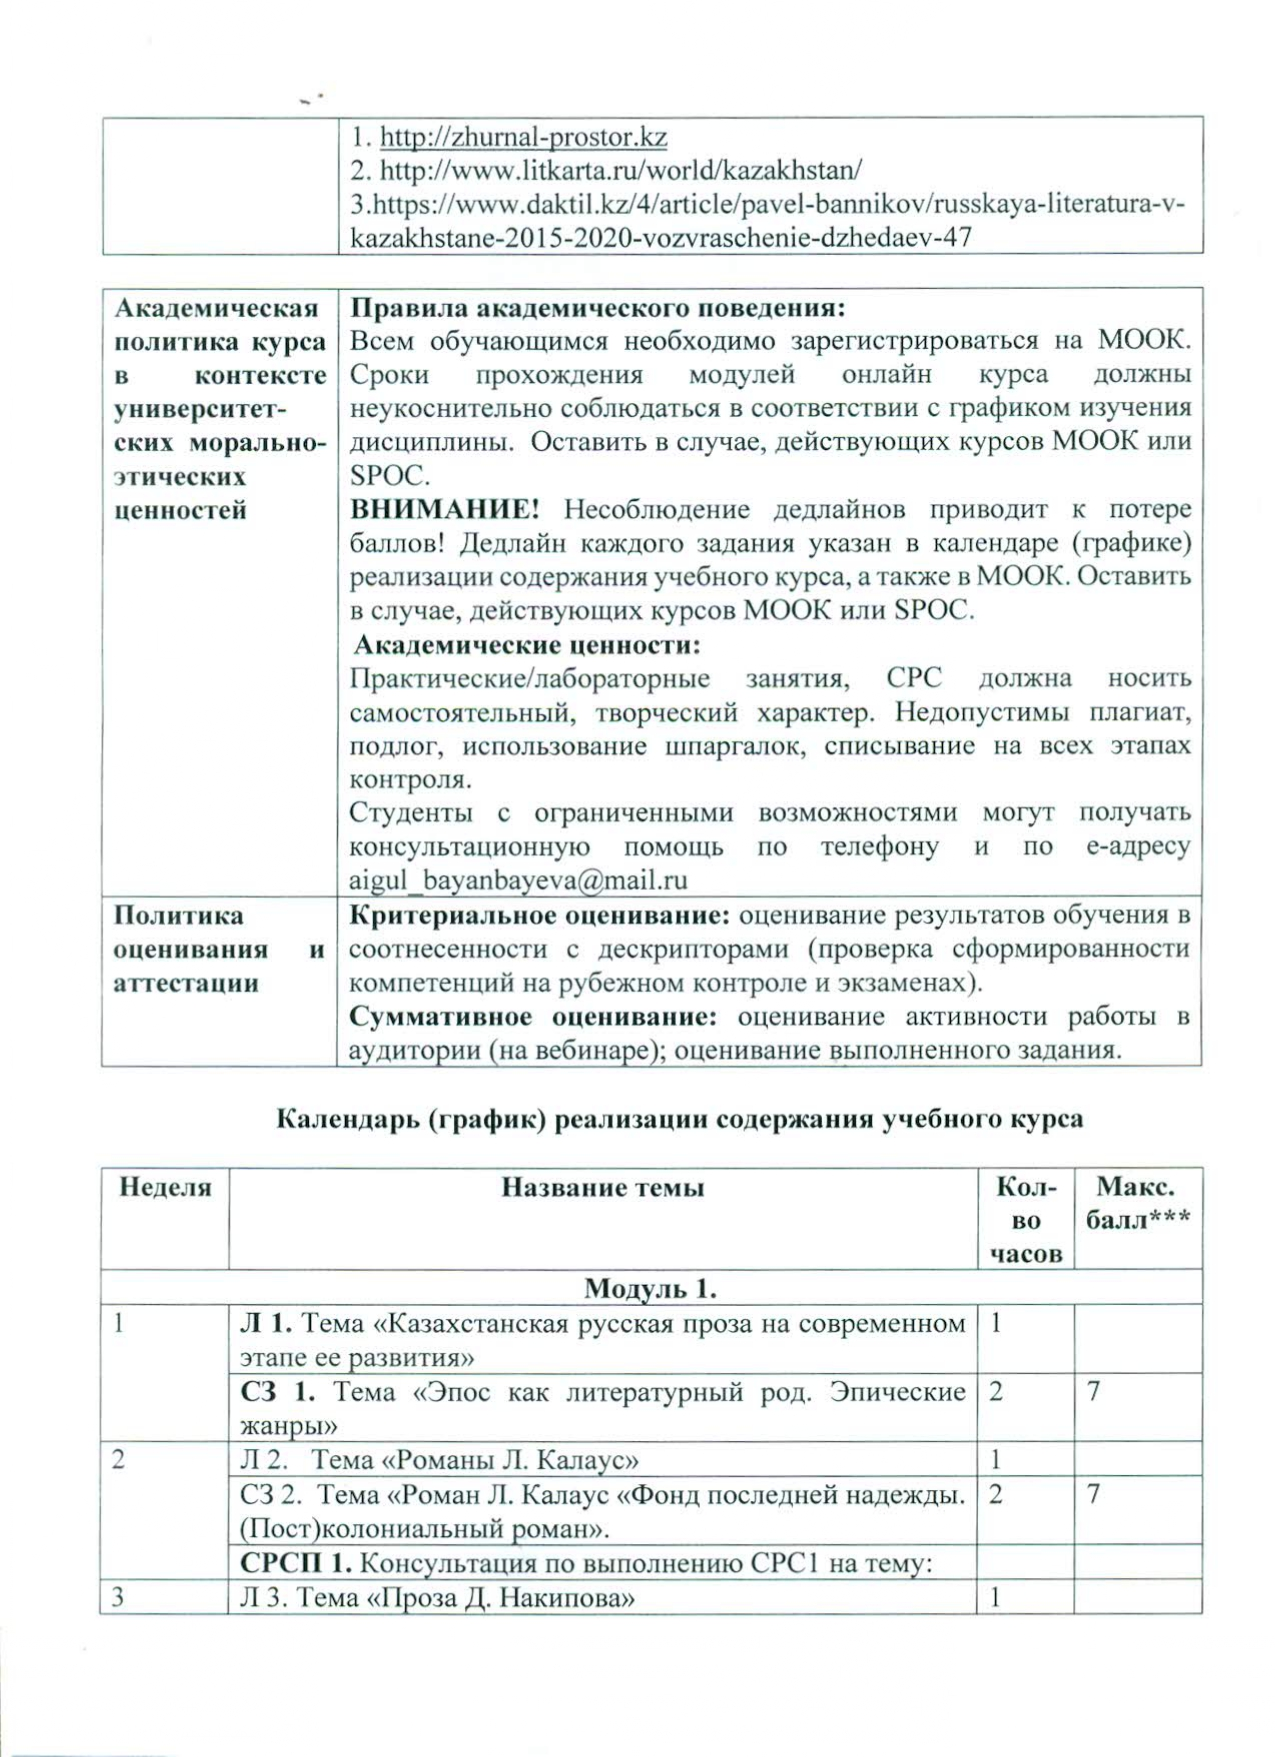 1. http://zhurnal-prostor.kz
2. http://www.litkarta.ru/world/kazakhstan/
3.https://www.daktil.kz/4/article/pavel-bannikov/russkaya-literatura-v-
kazakhstane-2015-2020-vozvraschenie-dzhedaev-47
Академическая
политика курса
в контексте
университет-
ских морально-
этических
ценностей
Правила академического поведения:
Всем обучающимся необходимо зарегистрироваться на МООК.
Сроки прохождения модулей онлайн курса должны
неукоснительно соблюдаться в соответствии с графиком изучения
дисциплины. Оставить в случае, действующих курсов МООК или
SPOC.
ВНИМАНИЕ! Несоблюдение дедлайнов приводит к потере
баллов! Дедлайн каждого задания указан в календаре (графике)
реализации содержания учебного курса, а также в МООК. Оставить
в случае, действующих курсов МООК или SPOC.
Академические ценности:
Практические/лабораторные занятия, СРС должна носить
самостоятельный, творческий характер. Недопустимы плагиат,
подлог, использование шпаргалок, списывание на всех этапах
контроля.
Студенты с ограниченными возможностями могут получать
консультационную помощь по телефону и по е-адресу
aigul_bayanbayeva@mail.ru
Политика
оценивания и
аттестации
Критериальное оценивание: оценивание результатов обучения в
соотнесенности с дескрипторами (проверка сформированности
компетенций на рубежном контроле и экзаменах).
Суммативное оценивание: оценивание активности работы в
аудитории (на вебинаре); оценивание выполненного задания.
Календарь (график) реализации содержания учебного курса
Неделя
Название темы
Кол-
во
часов
Макс.
балл***
Модуль 1.
1
Л 1. Тема «Казахстанская русская проза на современном
этапе ее развития»
1
СЗ 1. Тема «Эпос как литературный род. Эпические
жанры»
2
7
2
Л 2. Тема «Романы Л. Калаус»
1
СЗ 2. Тема «Роман Л. Калаус «Фонд последней надежды.
(Пост)колониальный роман».
2
7
СРСП 1. Консультация по выполнению СРС1 на тему:
3
Л 3. Тема «Проза Д. Накипова»
1